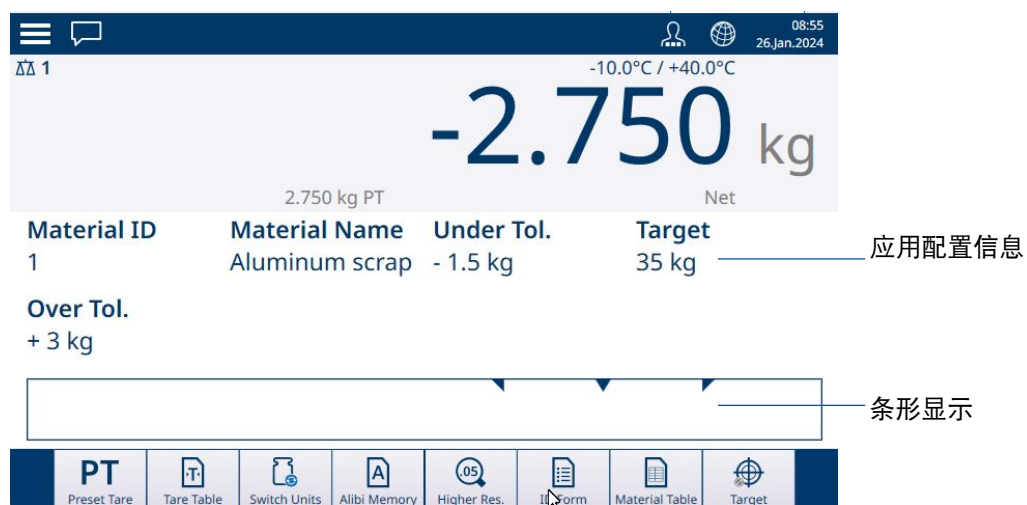 08:55
26.Jan.2024
1
-10.0°C / +40.0°C
-2.750 kg
2.750 kg PT Net
Material ID Material Name Under Tol. Target
1 Aluminum scrap - 1.5 kg 35 kg
应用配置信息
Over Tol.
+ 3 kg
条形显示
PT T A .05
Preset Tare Tare Table Switch Units Alibi Memory Higher Res. ID Form Material Table Target